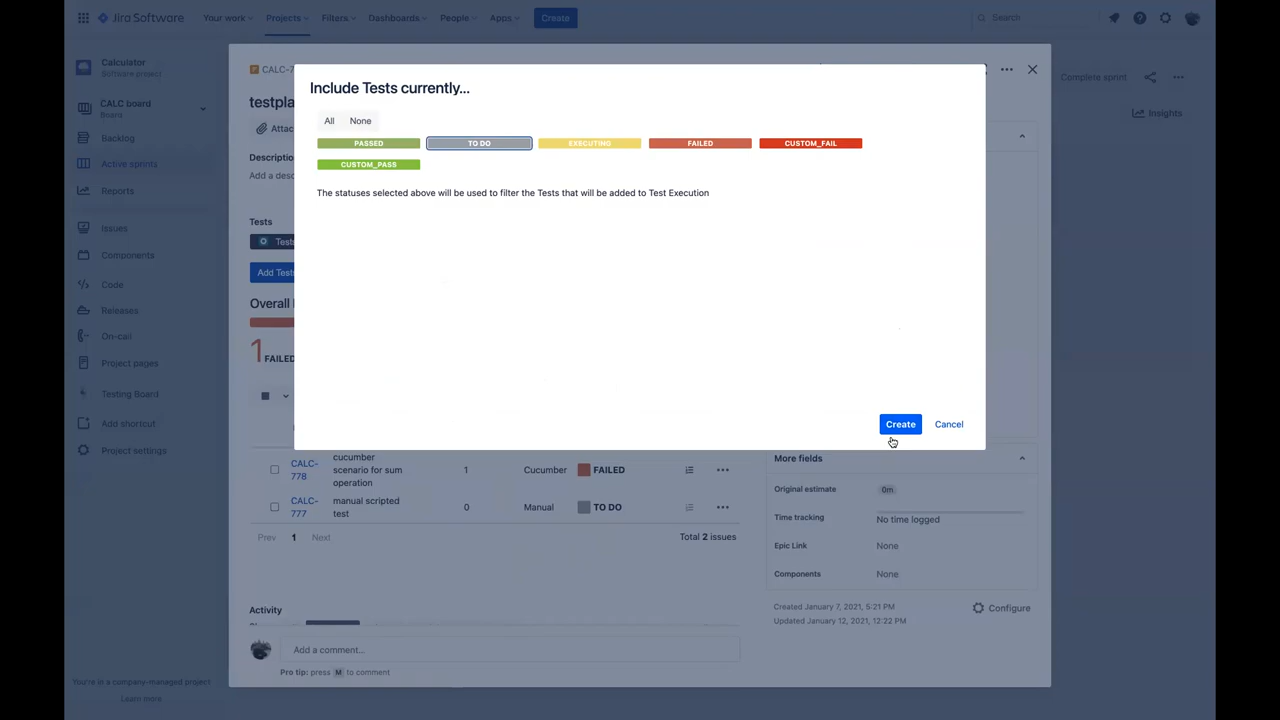 Jira Software
Your work
Projects
Filters
Dashboards
People
Apps
Create
Search
Calculator
Software project
CALC board
Board
Backlog
Active sprints
Reports
Issues
Components
Code
Releases
On-call
Project pages
Testing Board
Add shortcut
Project settings
You're in a company-managed project
Learn more
Complete sprint
Insights
CALC-7
testpla
Attac
Description
Add a desc
Tests
Tests
Add Tests
Overall
1 FAILED
Include Tests currently...
All None
PASSED TO DO EXECUTING FAILED CUSTOM_FAIL
CUSTOM_PASS
The statuses selected above will be used to filter the Tests that will be added to Test Execution
Create Cancel
CALC-
778
cucumber
scenario for sum
operation
1
Cucumber
FAILED
CALC-
777
manual scripted
test
0
Manual
TO DO
Prev 1 Next
Total 2 issues
Activity
Add a comment...
Pro tip: press M to comment
More fields
Original estimate
0m
Time tracking
No time logged
Epic Link
None
Components
None
Created January 7, 2021, 5:21 PM
Updated January 12, 2021, 12:22 PM
Configure